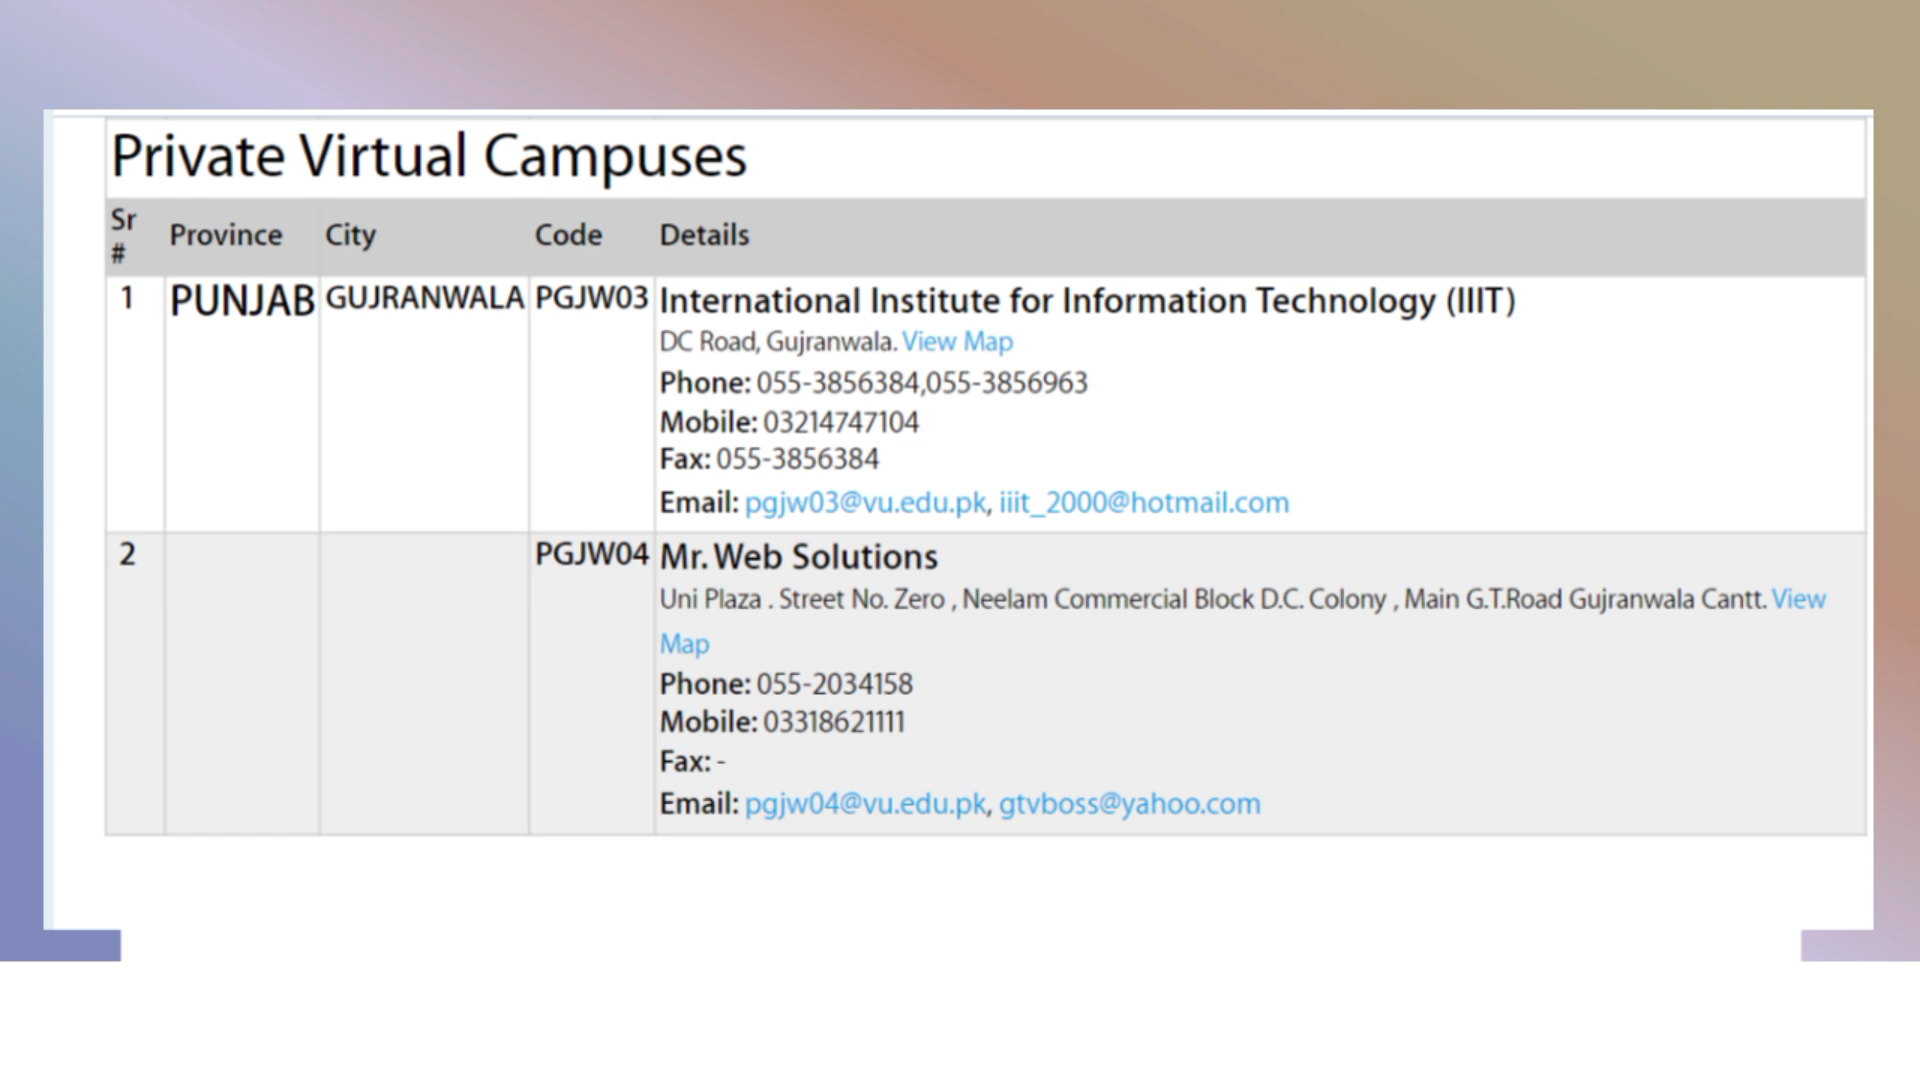 Private Virtual Campuses
Sr # Province City Code Details
1 PUNJAB GUJRANWALA PGJW03 International Institute for Information Technology (IIIT)
DC Road, Gujranwala. View Map
Phone: 055-3856384,055-3856963
Mobile: 03214747104
Fax: 055-3856384
Email: pgjw03@vu.edu.pk, iiit_2000@hotmail.com
2 PGJW04 Mr. Web Solutions
Uni Plaza . Street No. Zero , Neelam Commercial Block D.C. Colony , Main G.T.Road Gujranwala Cantt. View
Map
Phone: 055-2034158
Mobile: 03318621111
Fax: -
Email: pgjw04@vu.edu.pk, gtvboss@yahoo.com